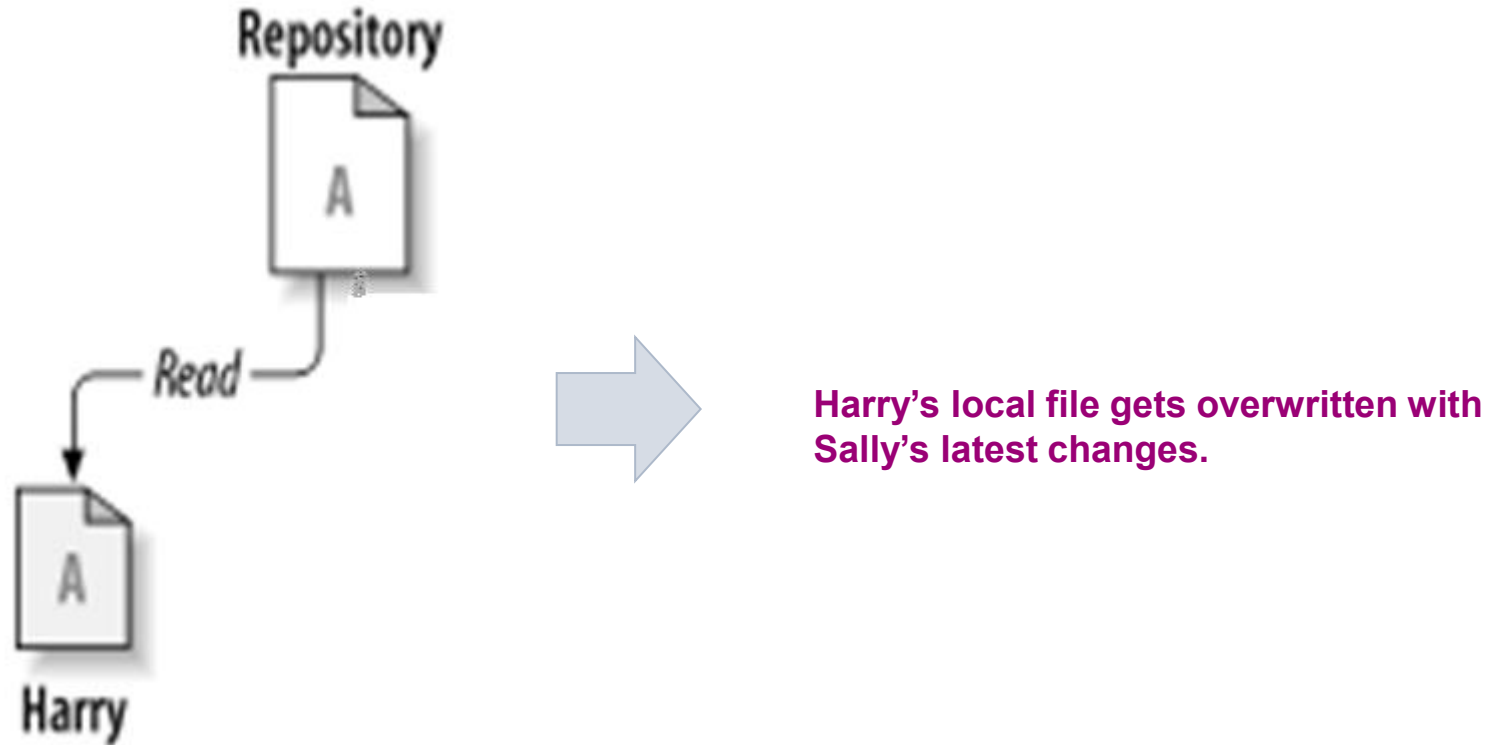 Repository
A
Read
Harry’s local file gets overwritten with
Sally’s latest changes.
A
Harry